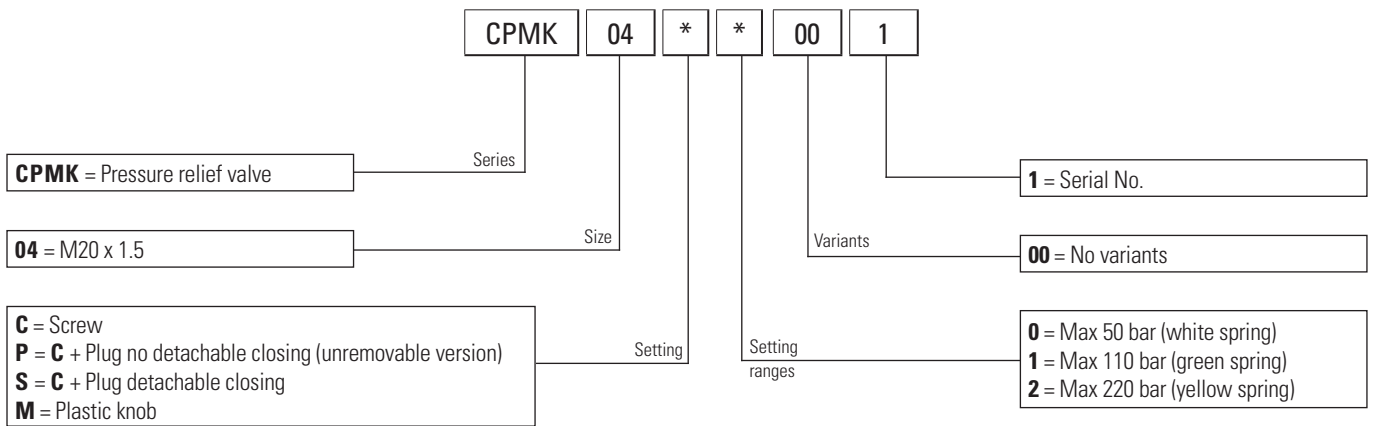 CPMK 04 * * 00 1
Series
CPMK = Pressure relief valve
1 = Serial No.
Size
04 = M20 x 1.5
Variants
00 = No variants
C = Screw
P = C + Plug no detachable closing (unremovable version)
S = C + Plug detachable closing
M = Plastic knob
Setting
Setting
ranges
0 = Max 50 bar (white spring)
1 = Max 110 bar (green spring)
2 = Max 220 bar (yellow spring)